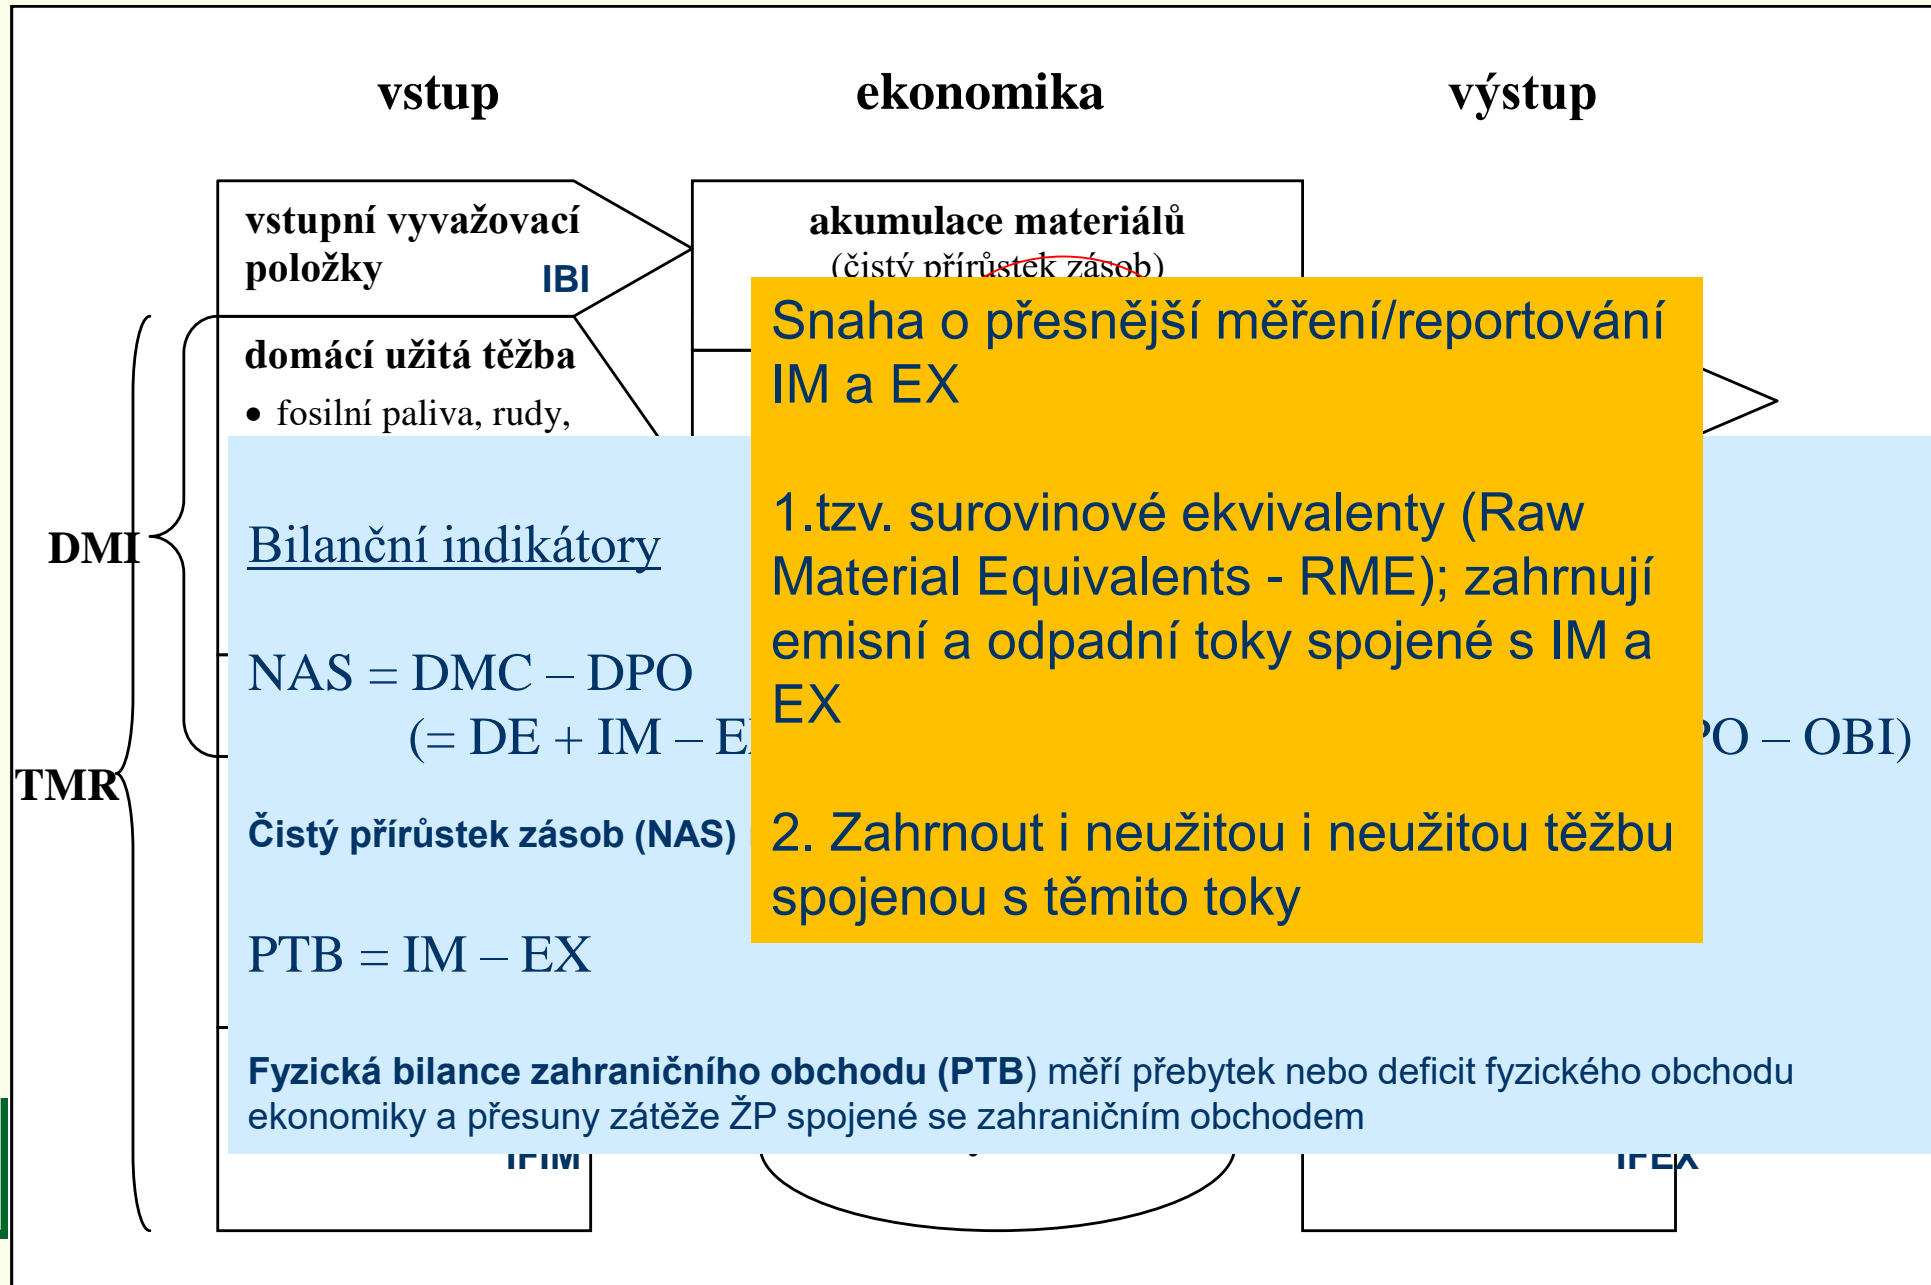 vstup
ekonomika
výstup
vstupní vyvažovací
položky
IBI
akumulace materiálů
(čistý přírůstek zásob)
domácí užitá těžba
• fosilní paliva, rudy,
DMI
TMR
Snaha o přesnější měření/reportování
IM a EX
1.tzv. surovinové ekvivalenty (Raw
Material Equivalents - RME); zahrnují
emisní a odpadní toky spojené s IM a
EX
2. Zahrnout i neužitou i neužitou těžbu
spojenou s těmito toky
Bilanční indikátory
NAS = DMC – DPO
(= DE + IM – E
O – OBI)
Čistý přírůstek zásob (NAS)
PTB = IM – EX
Fyzická bilance zahraničního obchodu (PTB) měří přebytek nebo deficit fyzického obchodu
ekonomiky a přesuny zátěže ŽP spojené se zahraničním obchodem
IFIM
IFEX